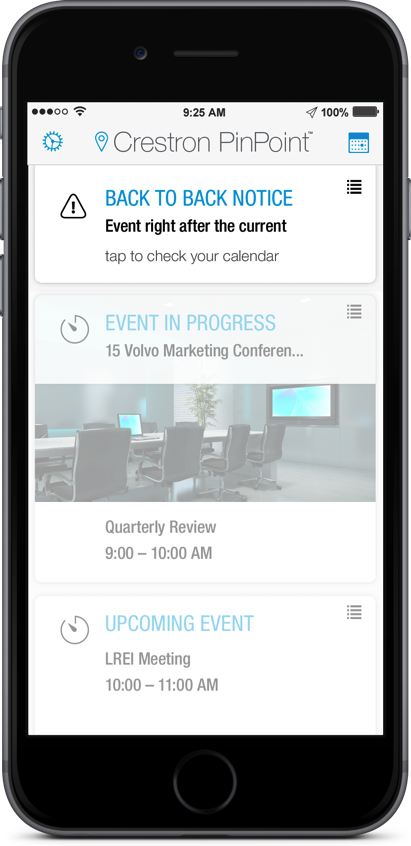 9:25 AM 100%
Crestron PinPoint™
BACK TO BACK NOTICE
Event right after the current
tap to check your calendar
EVENT IN PROGRESS
15 Volvo Marketing Conferen...
Quarterly Review
9:00 – 10:00 AM
UPCOMING EVENT
LREI Meeting
10:00 – 11:00 AM